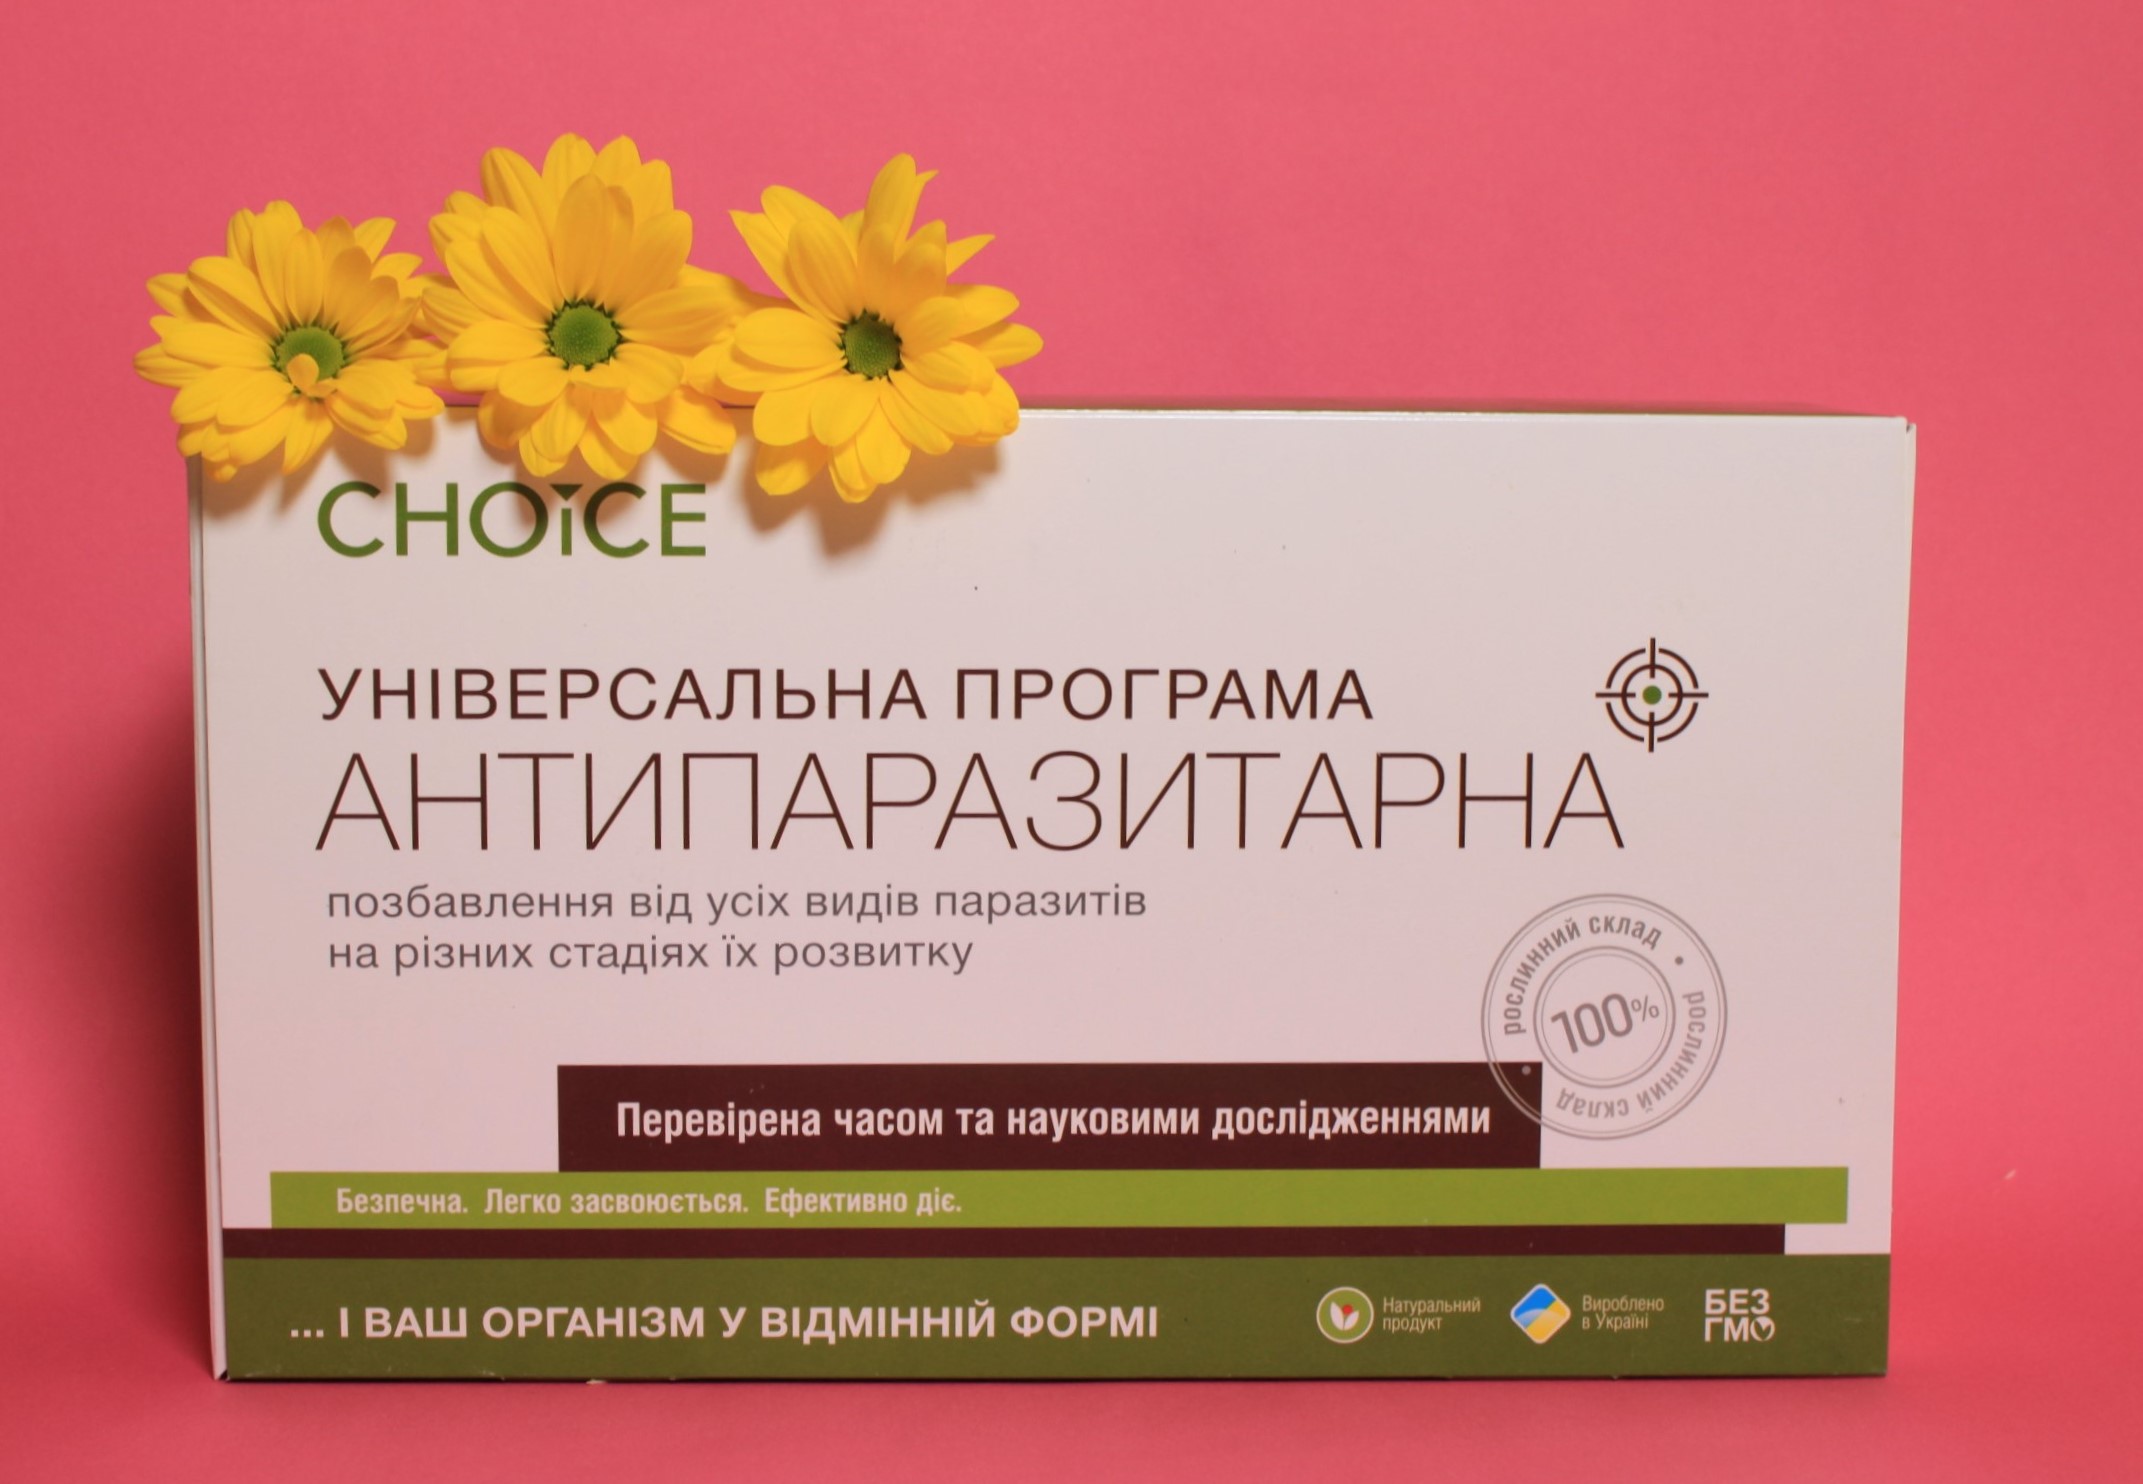 CHOiCE
УНІВЕРСАЛЬНА ПРОГРАМА
АНТИПАРАЗИТАРНА
позбавлення від усіх видів паразитів
на різних стадіях їх розвитку
рослинний склад • рослинний склад •
100%
Перевірена часом та науковими дослідженнями
Безпечна. Легко засвоюється. Ефективно діє.
... І ВАШ ОРГАНІЗМ У ВІДМІННІЙ ФОРМІ
Натуральний
продукт
Вироблено
в Україні
БЕЗ
ГМО